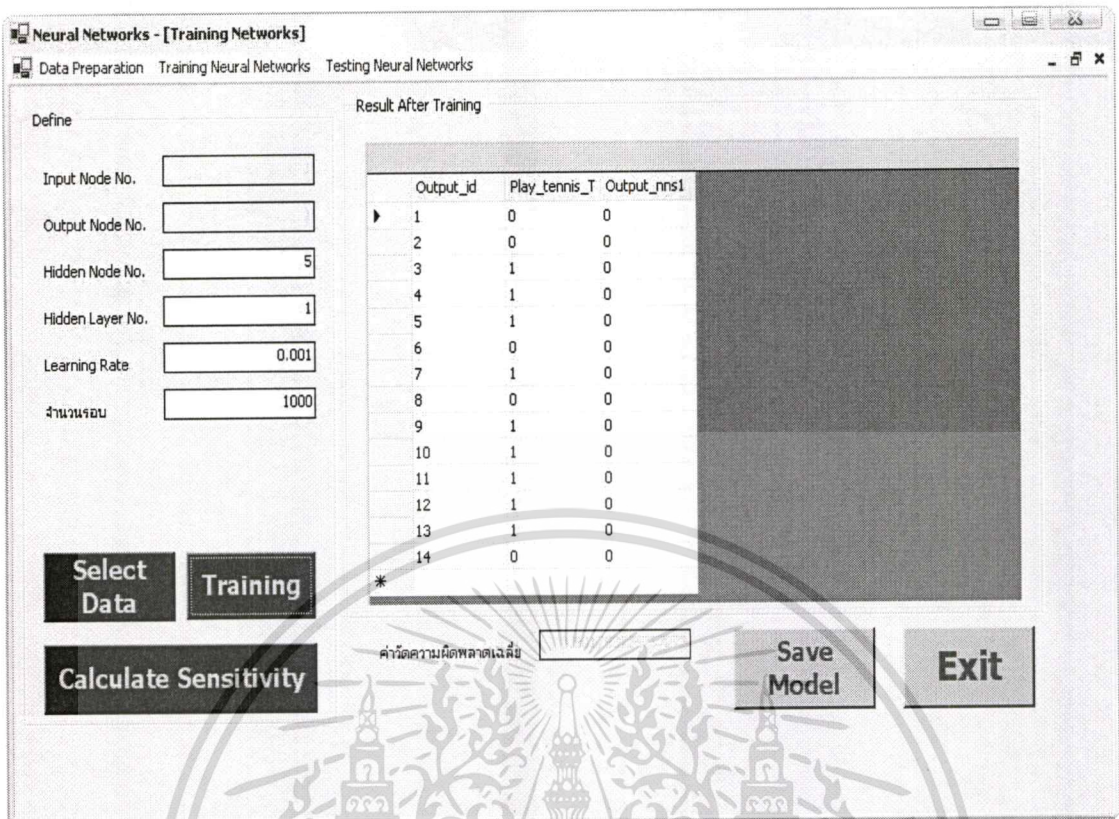 Neural Networks - [Training Networks]
Data Preparation Training Neural Networks Testing Neural Networks
Define
Input Node No.
Output Node No.
Hidden Node No. 5
Hidden Layer No. 1
Learning Rate 0.001
จำนวนรอบ 1000
Select
Data
Training
Calculate Sensitivity
Result After Training
Output_id Play_tennis_T Output_nns1
1 0 0
2 0 0
3 1 0
4 1 0
5 1 0
6 0 0
7 1 0
8 0 0
9 1 0
10 1 0
11 1 0
12 1 0
13 1 0
14 0 0
*
ค่าวัดความผิดพลาดเฉลี่ย
Save
Model
Exit